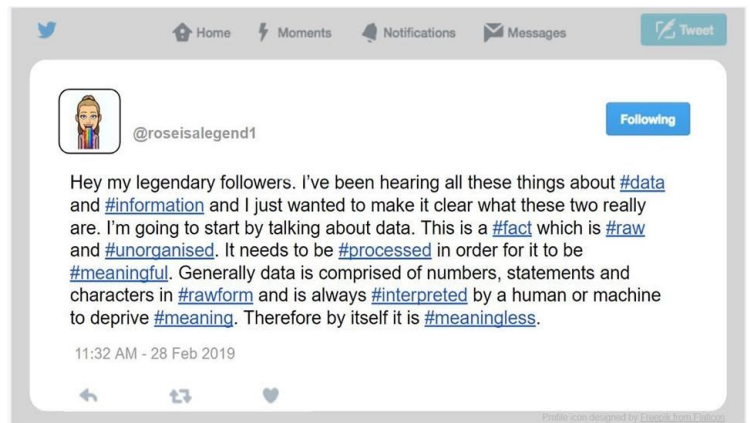 Home Moments Notifications Messages Tweet
@roseisalegend1
Following
Hey my legendary followers. I've been hearing all these things about #data
and #information and I just wanted to make it clear what these two really
are. I'm going to start by talking about data. This is a #fact which is #raw
and #unorganised. It needs to be #processed in order for it to be
#meaningful. Generally data is comprised of numbers, statements and
characters in #rawform and is always #interpreted by a human or machine
to deprive #meaning. Therefore by itself it is #meaningless.
11:32 AM - 28 Feb 2019
Profile icon designed by Freepik from Flaticon